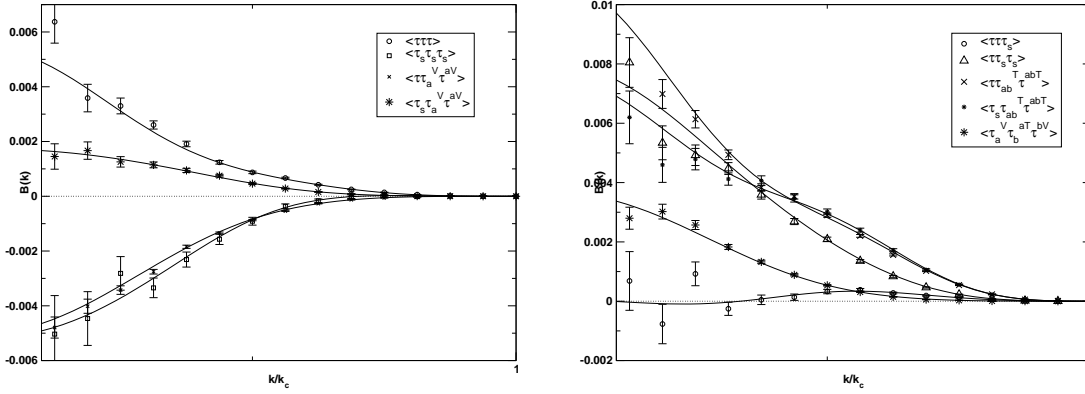 0.006
0.004
0.002
0
-0.002
-0.004
-0.006
B(k)
<τττ>
<τ_sτ_sτ_s>
<ττ_a^Vτ^aV>
<τ_sτ_a^Vτ^aV>
1
k/k_c
0.01
0.008
0.006
0.004
0.002
0
-0.002
B(k)
<τττ_s>
<ττ_sτ_s>
<ττ_ab^Tτ^abT>
<τ_sτ_ab^Tτ^abT>
<τ_a^Vτ_b^aTτ^bV>
k/k_c